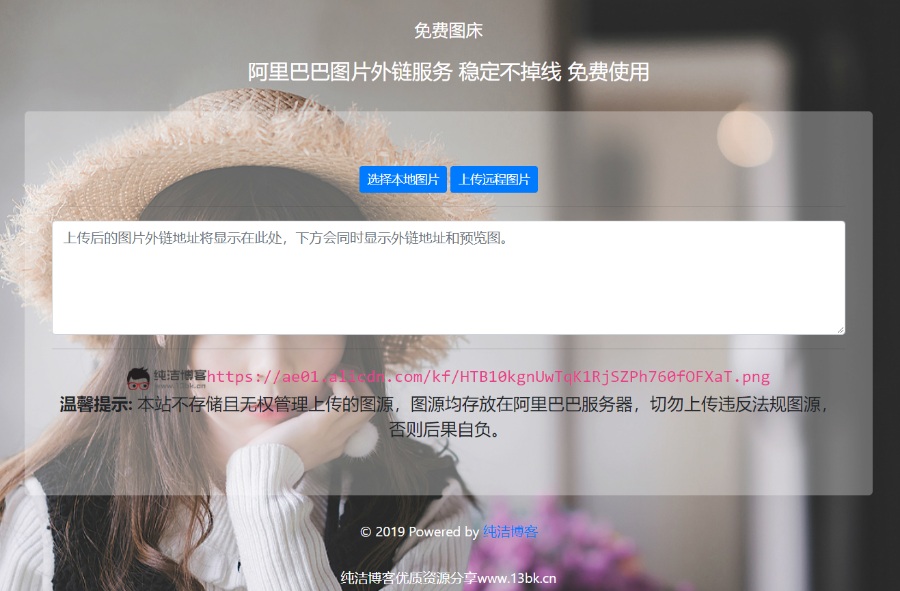 免费图床
阿里巴巴图片外链服务 稳定不掉线 免费使用
选择本地图片 上传远程图片
上传后的图片外链地址将显示在此处，下方会同时显示外链地址和预览图。
纯洁博客https://ae01.alicdn.com/kf/HTB10kgnUwTqK1RjSZPh760fOFXaT.png
温馨提示: 本站不存储且无权管理上传的图源，图源均存放在阿里巴巴服务器，切勿上传违反法规图源，
否则后果自负。
© 2019 Powered by 纯洁博客
纯洁博客优质资源分享www.13bk.cn